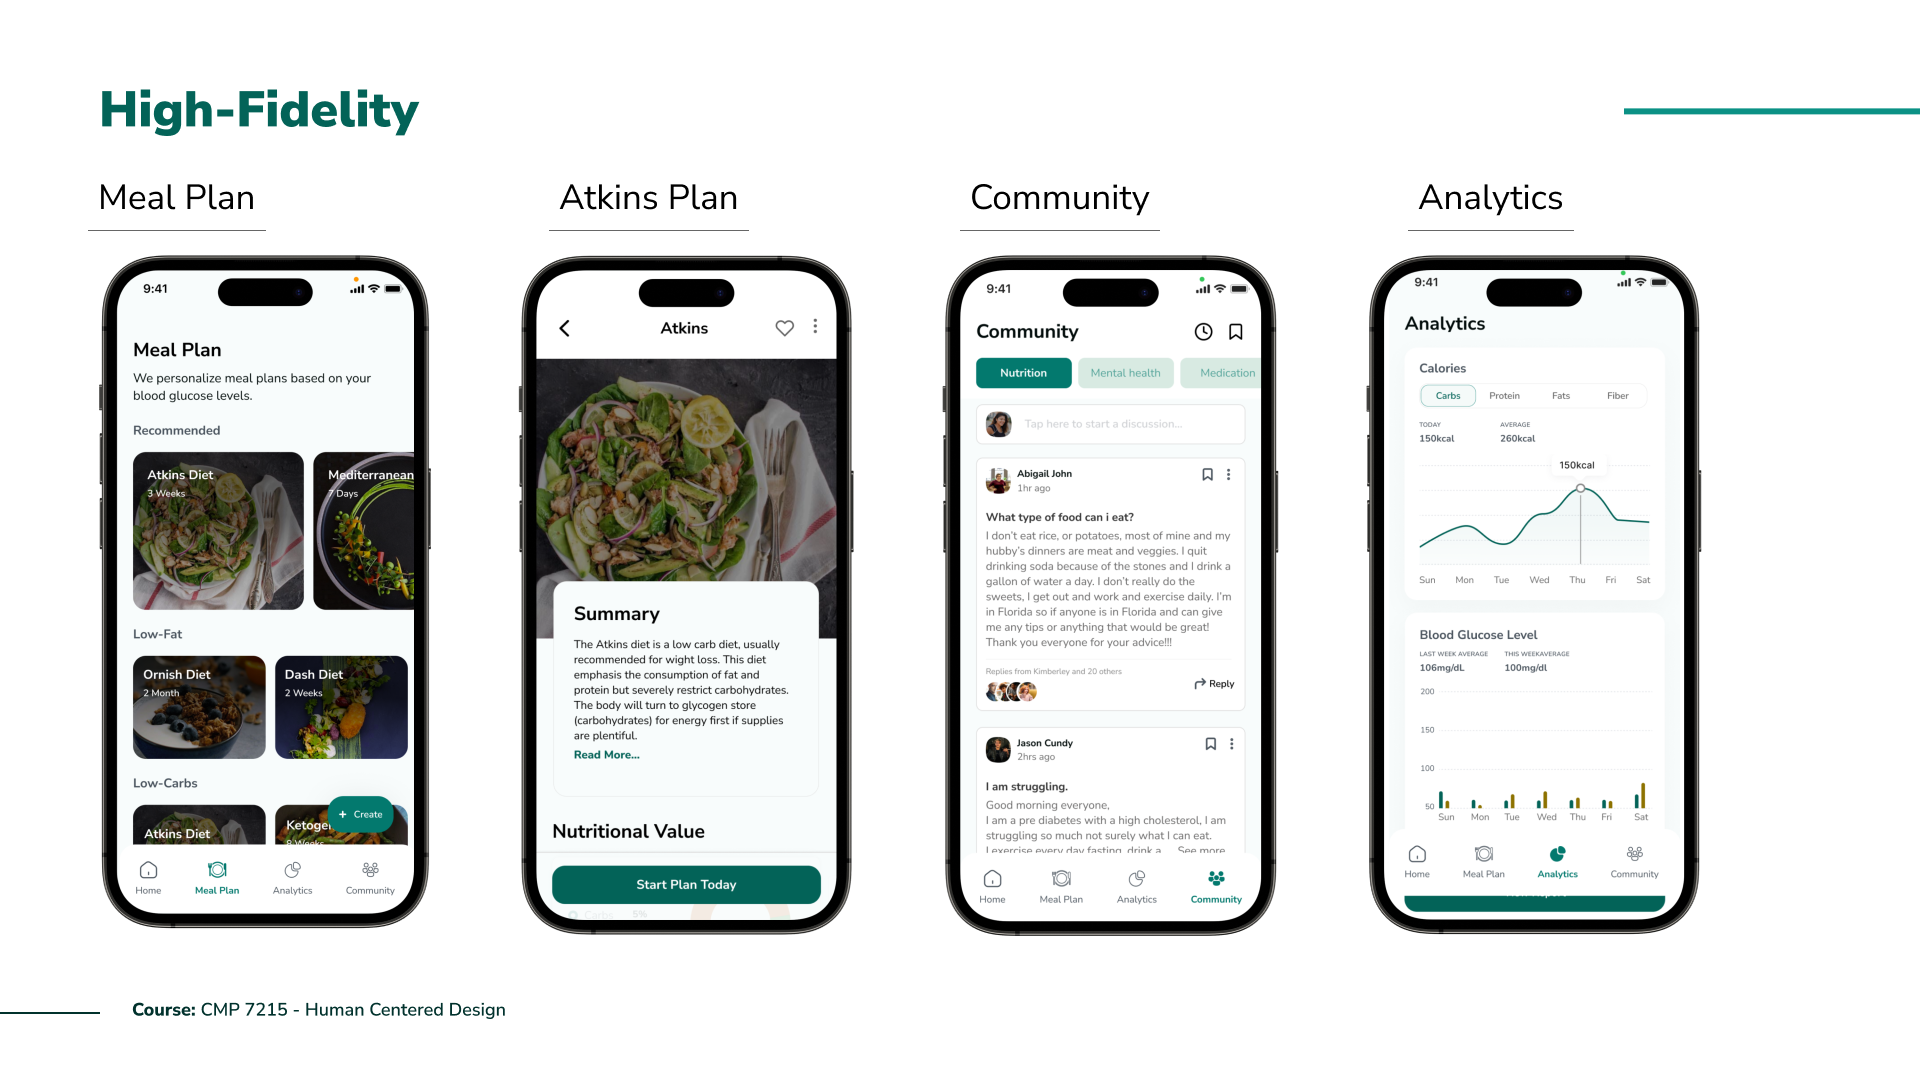 High-Fidelity
Meal Plan
Atkins Plan
Community
Analytics
9:41
Meal Plan
We personalize meal plans based on your
blood glucose levels.
Recommended
Atkins Diet
3 Weeks
Mediterranean
7 Days
Low-Fat
Ornish Diet
2 Month
Dash Diet
2 Weeks
Low-Carbs
Atkins Diet
+ Create
Home
Meal Plan
Analytics
Community
Atkins
Summary
The Atkins diet is a low carb diet, usually
recommended for wight loss. This diet
emphasis the consumption of fat and
protein but severely restrict carbohydrates.
The body will turn to glycogen store
(carbohydrates) for energy first if supplies
are plentiful.
Read More...
Nutritional Value
Start Plan Today
Carbs 5%
9:41
Community
Nutrition
Mental health
Medication
Tap here to start a discussion...
Abigail John
1hr ago
What type of food can i eat?
I don't eat rice, or potatoes, most of mine and my
hubby's dinners are meat and veggies. I quit
drinking soda because of the stones and I drink a
gallon of water a day. I don't really do the
sweets, I get out and work and exercise daily. I'm
in Florida so if anyone is in Florida and can give
me any tips or anything that would be great!
Thank you everyone for your advice!!!
Replies from Kimberley and 20 others
Reply
Jason Cundy
2hrs ago
I am struggling.
Good morning everyone,
I am a pre diabetes with a high cholesterol, I am
struggling so much not surely what I can eat.
I exercise every day fasting, drink a ... See more
Home
Meal Plan
Analytics
Community
9:41
Analytics
Calories
Carbs
Protein
Fats
Fiber
TODAY
AVERAGE
150kcal
260kcal
150kcal
Sun Mon Tue Wed Thu Fri Sat
Blood Glucose Level
LAST WEEK AVERAGE
THIS WEEKAVERAGE
106mg/dL
100mg/dl
200
150
100
50
Sun Mon Tue Wed Thu Fri Sat
Home
Meal Plan
Analytics
Community
Course: CMP 7215 - Human Centered Design